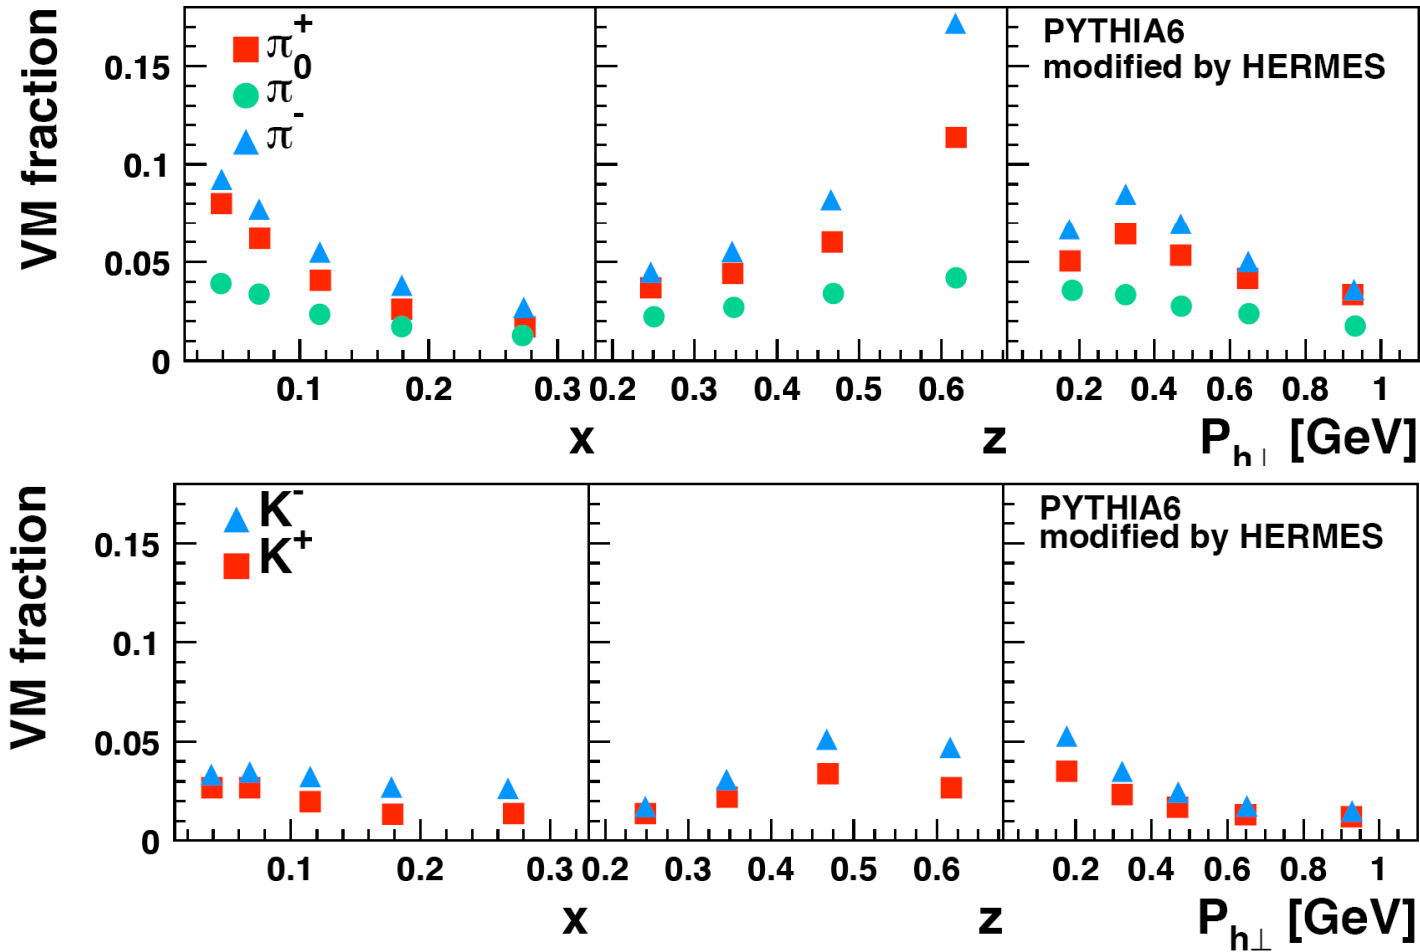 VM fraction
0.15
0.1
0.05
0
π+
π0
π-
PYTHIA6
modified by HERMES
0.1 0.2 0.3 0.2 0.3 0.4 0.5 0.6 0.2 0.4 0.6 0.8 1
x z Ph⊥ [GeV]
VM fraction
0.15
0.1
0.05
0
K-
K+
PYTHIA6
modified by HERMES
0.1 0.2 0.3 0.2 0.3 0.4 0.5 0.6 0.2 0.4 0.6 0.8 1
x z Ph⊥ [GeV]